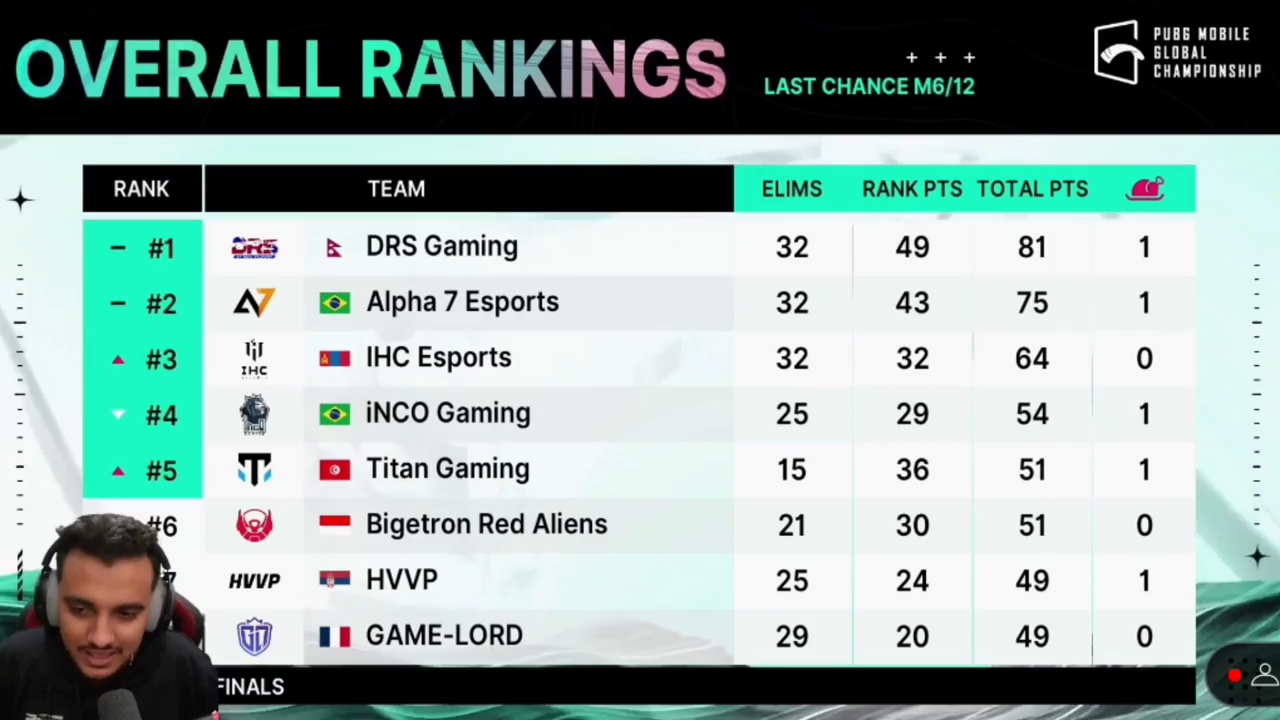 OVERALL RANKINGS
+ + +
LAST CHANCE M6/12
PUBG MOBILE
GLOBAL
CHAMPIONSHIP
RANK TEAM ELIMS RANK PTS TOTAL PTS
- #1 DRS DRS Gaming 32 49 81 1
- #2 A7 Alpha 7 Esports 32 43 75 1
#3 IHC IHC Esports 32 32 64 0
#4 iNCO Gaming 25 29 54 1
#5 Titan Gaming 15 36 51 1
#6 Bigetron Red Aliens 21 30 51 0
HVVP HVVP 25 24 49 1
GAME-LORD 29 20 49 0
FINALS